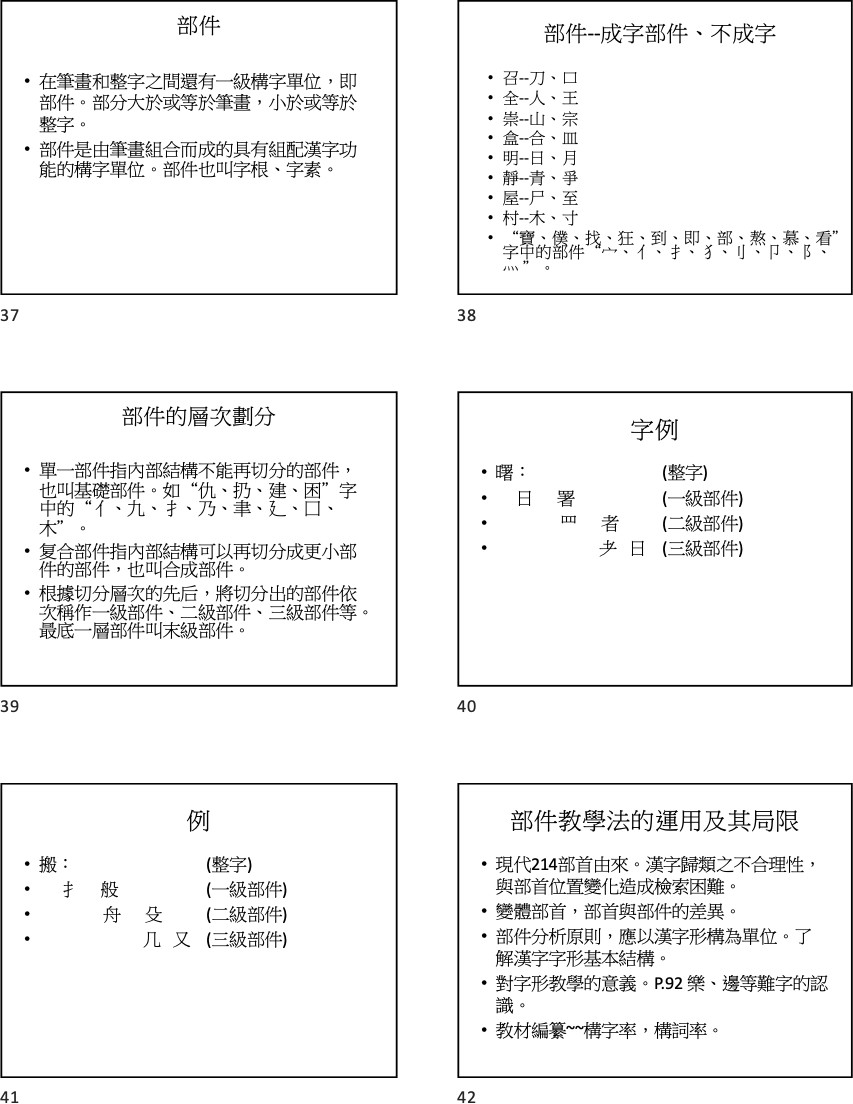 部件
• 在筆畫和整字之間還有一級構字單位，即
部件。部分大於或等於筆畫，小於或等於
整字。
• 部件是由筆畫組合而成的具有組配漢字功
能的構字單位。部件也叫字根、字素。
37
部件--成字部件、不成字
• 召--刀、口
• 全--人、王
• 崇--山、宗
• 盒--合、皿
• 明--日、月
• 靜--青、爭
• 屋--尸、至
• 村--木、寸
• “寶、僕、找、狂、到、即、部、熬、慕、看”
字中的部件“宀、亻、扌、犭、刂、卩、阝、
灬”。
38
部件的層次劃分
• 單一部件指內部結構不能再切分的部件，
也叫基礎部件。如“仇、扔、建、困”字
中的“亻、九、扌、乃、聿、廴、囗、
木”。
• 复合部件指內部結構可以再切分成更小部
件的部件，也叫合成部件。
• 根據切分層次的先后，將切分出的部件依
次稱作一級部件、二級部件、三級部件等。
最底一層部件叫末級部件。
39
字例
• 曙： (整字)
• 日 署 (一級部件)
• 罒 者 (二級部件)
• 耂 日 (三級部件)
40
例
• 搬： (整字)
• 扌 般 (一級部件)
• 舟 殳 (二級部件)
• 几 又 (三級部件)
41
部件教學法的運用及其局限
• 現代214部首由來。漢字歸類之不合理性，
與部首位置變化造成檢索困難。
• 變體部首，部首與部件的差異。
• 部件分析原則，應以漢字形構為單位。了
解漢字字形基本結構。
• 對字形教學的意義。P.92 樂、邊等難字的認
識。
• 教材編纂~~構字率，構詞率。
42